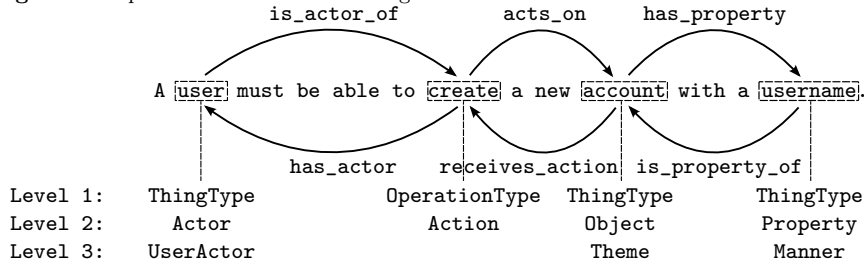 is_actor_of acts_on has_property
A user must be able to create a new account with a username.
has_actor receives_action is_property_of
Level 1: ThingType OperationType ThingType ThingType
Level 2: Actor Action Object Property
Level 3: UserActor Theme Manner